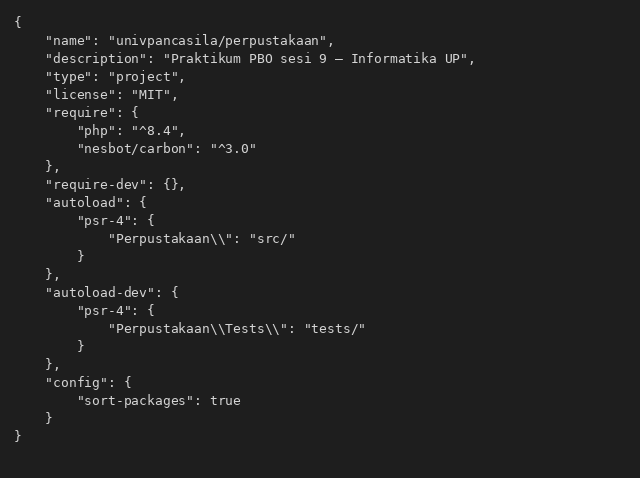 {
    "name": "univpancasila/perpustakaan",
    "description": "Praktikum PBO sesi 9 — Informatika UP",
    "type": "project",
    "license": "MIT",
    "require": {
        "php": "^8.4",
        "nesbot/carbon": "^3.0"
    },
    "require-dev": {},
    "autoload": {
        "psr-4": {
            "Perpustakaan\\": "src/"
        }
    },
    "autoload-dev": {
        "psr-4": {
            "Perpustakaan\\Tests\\": "tests/"
        }
    },
    "config": {
        "sort-packages": true
    }
}